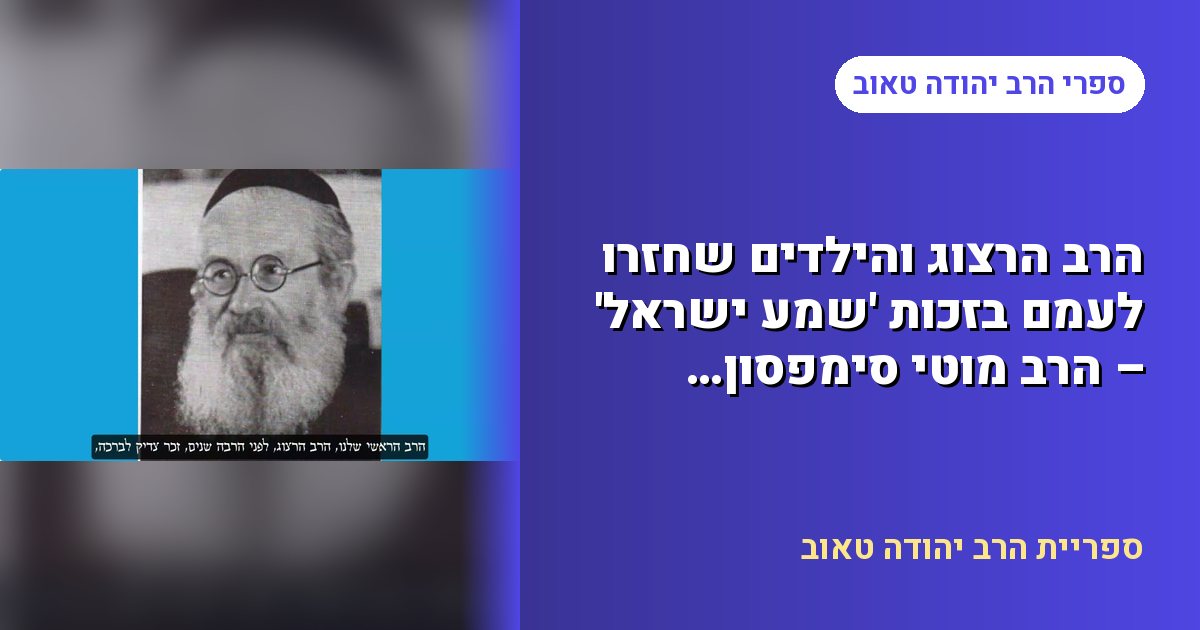 ספרי הרב יהודה טאוב
הרב הרצוג והילדים שחזרו
לעמם בזכות 'שמע ישראל'
– הרב מוטי סימפסון...
הרב הראשי שלנו, הרב הרצוג, לפני הרבה שנים, זכר צדיק לברכה,
ספריית הרב יהודה טאוב